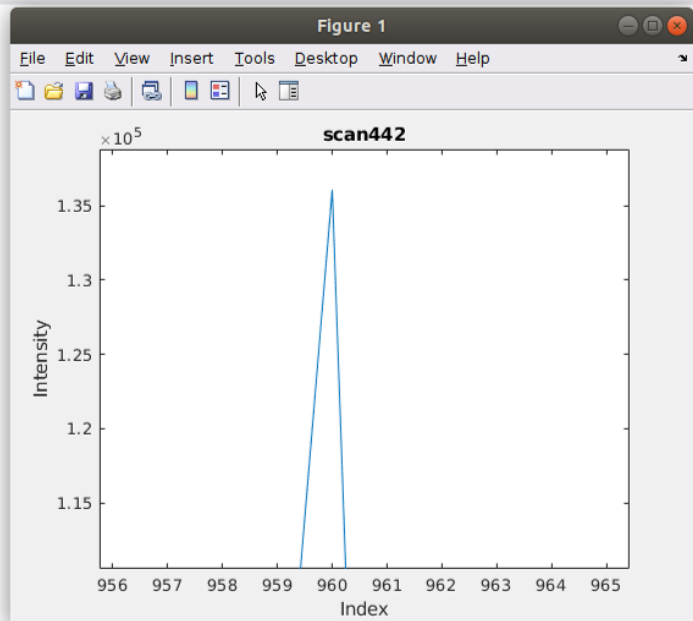 Figure 1
File Edit View Insert Tools Desktop Window Help
×10⁵
scan442
1.35
1.3
1.25
1.2
1.15
Intensity
956 957 958 959 960 961 962 963 964 965
Index